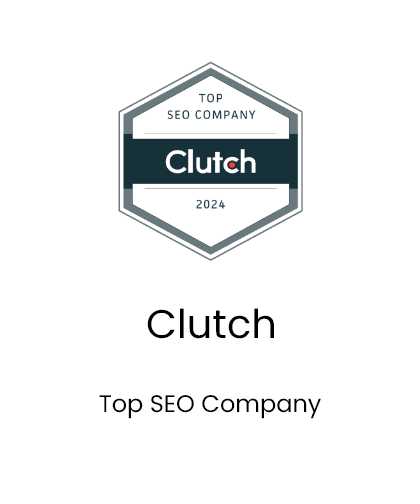 TOP
SEO COMPANY
Clutch
2024
Clutch
Top SEO Company